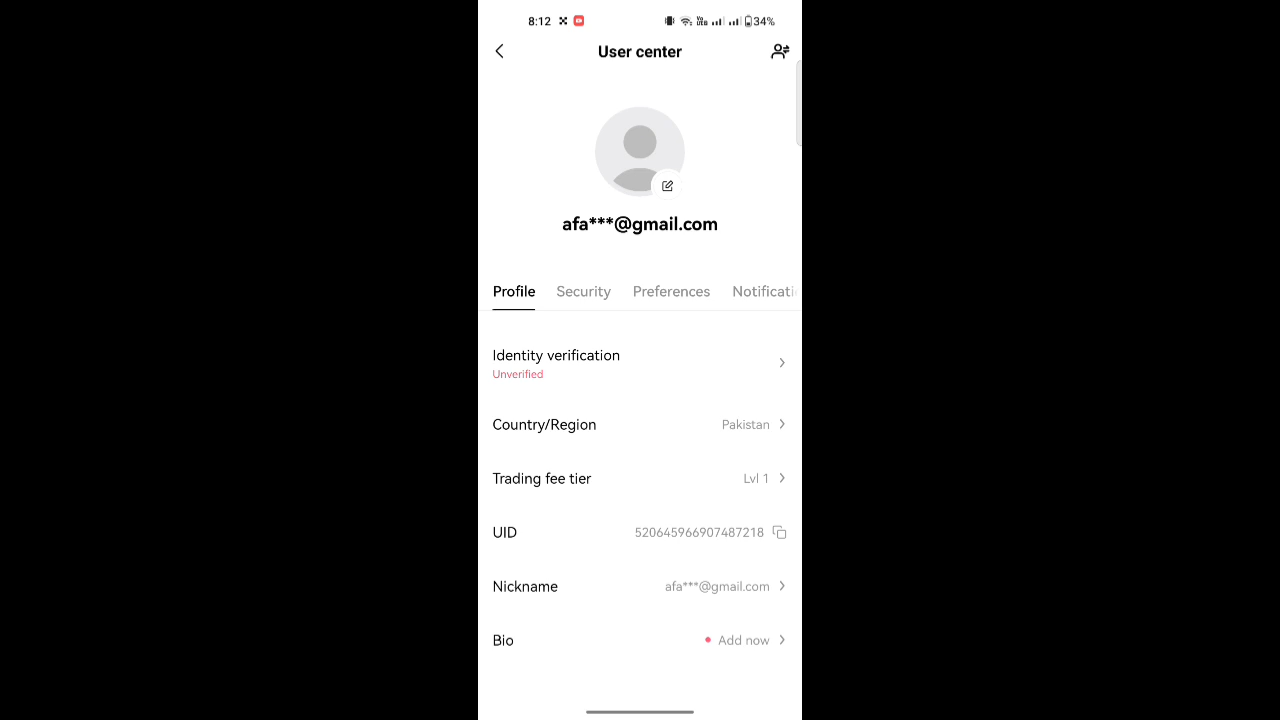 8:12 34%
User center
afa***@gmail.com
Profile Security Preferences Notificati
Identity verification
Unverified
Country/Region Pakistan
Trading fee tier Lvl 1
UID 520645966907487218
Nickname afa***@gmail.com
Bio Add now